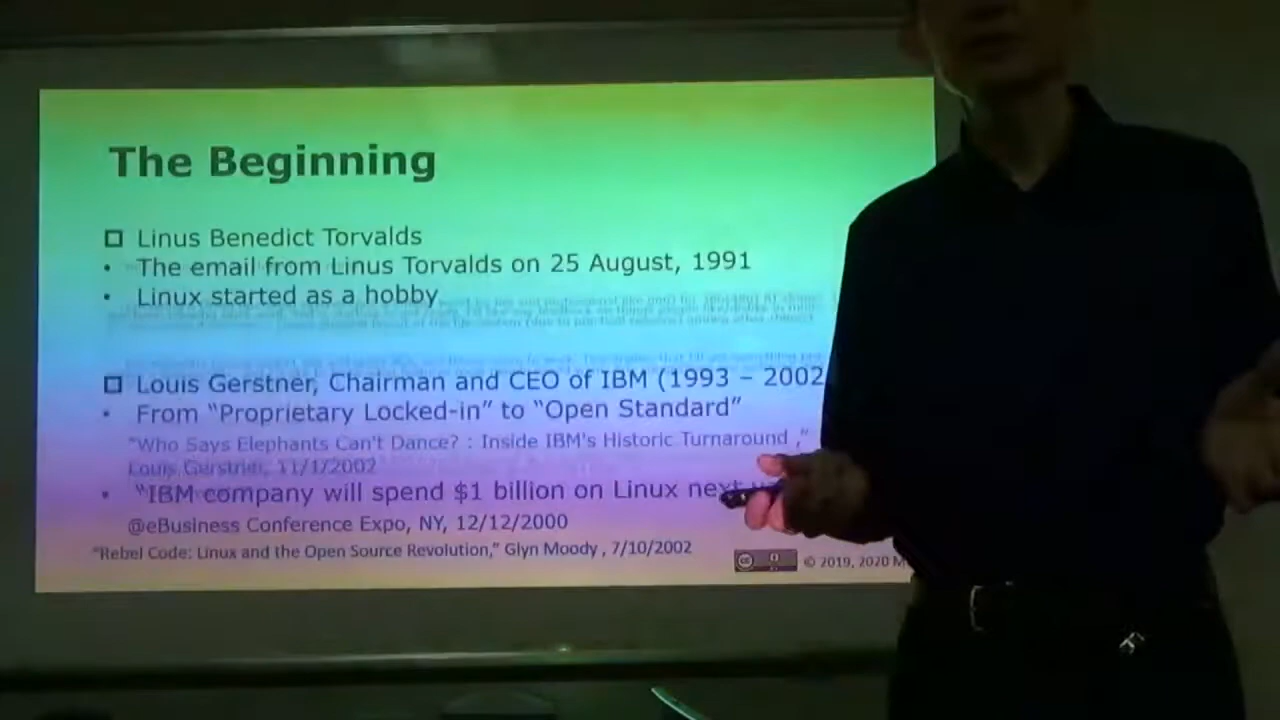 The Beginning
Linus Benedict Torvalds
• The email from Linus Torvalds on 25 August, 1991
• Linux started as a hobby
Louis Gerstner, Chairman and CEO of IBM (1993 – 2002
• From “Proprietary Locked-in” to “Open Standard”
“Who Says Elephants Can't Dance? : Inside IBM's Historic Turnaround ,”
Louis Gerstner, 11/1/2002
• “IBM company will spend $1 billion on Linux next
@eBusiness Conference Expo, NY, 12/12/2000
“Rebel Code: Linux and the Open Source Revolution,” Glyn Moody , 7/10/2002
cc
© 2019, 2020 M